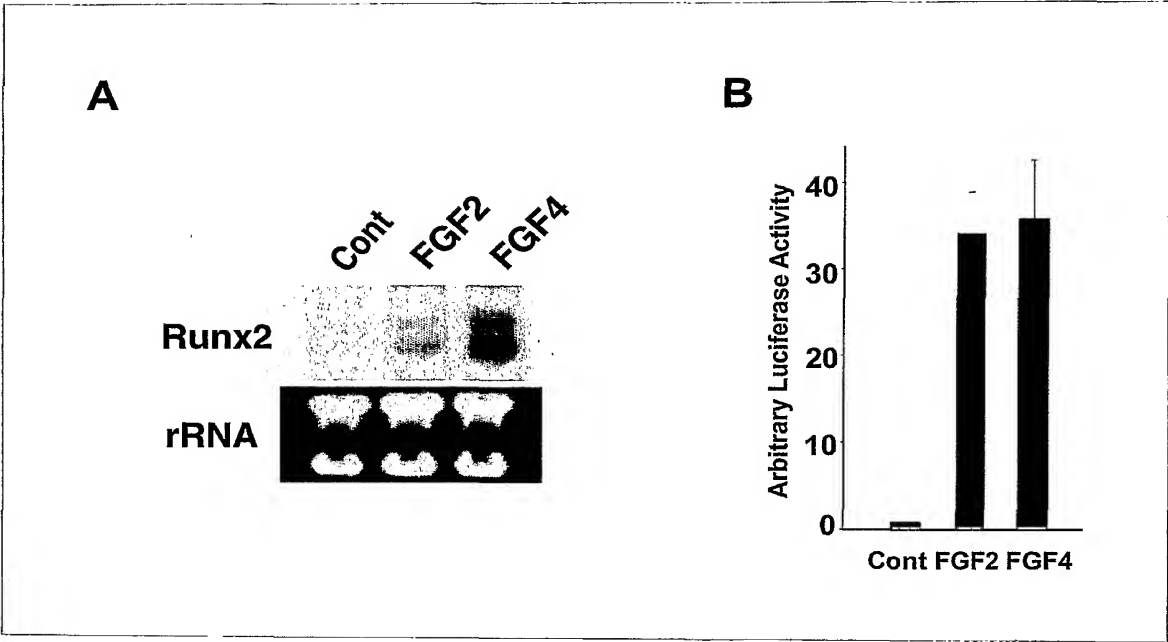 A
Cont FGF2 FGF4
Runx2
rRNA
B
Arbitrary Luciferase Activity
40
30
20
10
0
Cont FGF2 FGF4